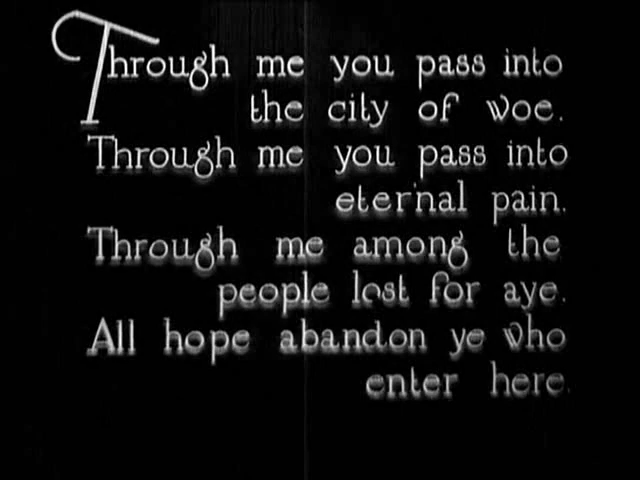 Through me you pass into
the city of woe.
Through me you pass into
eternal pain.
Through me among the
people lost for aye.
All hope abandon ye who
enter here.